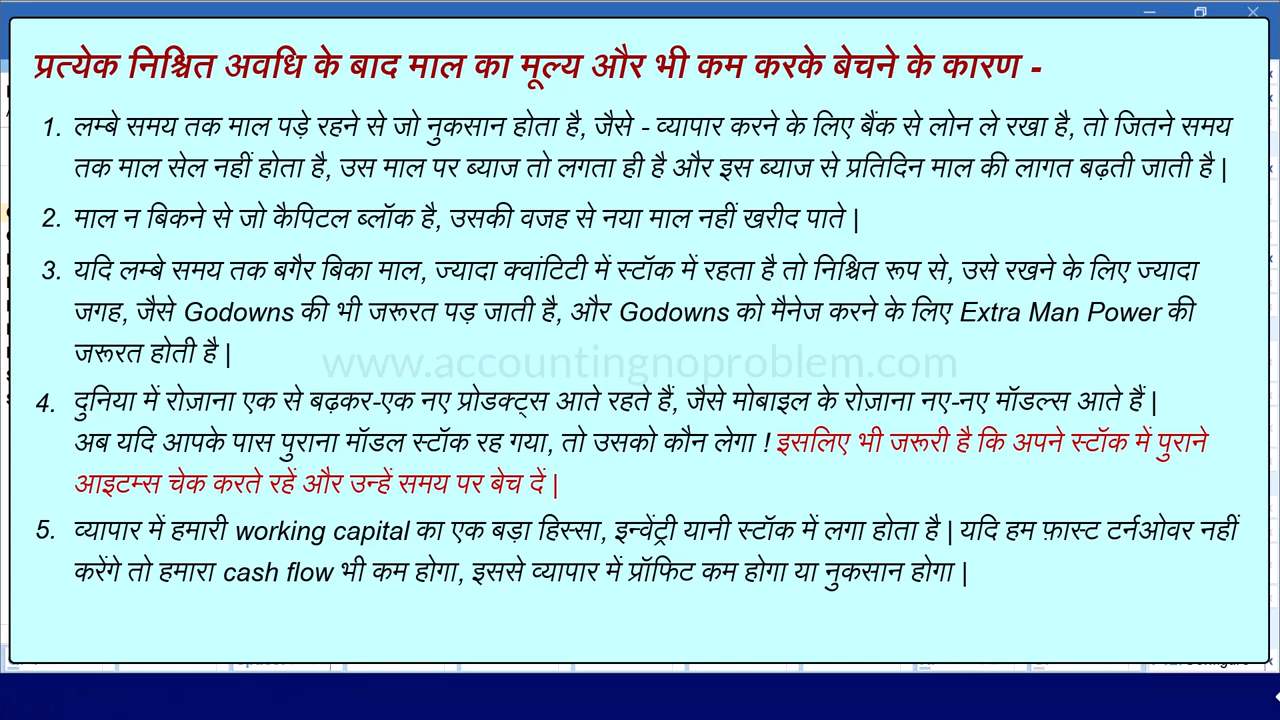 प्रत्येक निश्चित अवधि के बाद माल का मूल्य और भी कम करके बेचने के कारण -
1. लम्बे समय तक माल पड़े रहने से जो नुकसान होता है, जैसे - व्यापार करने के लिए बैंक से लोन ले रखा है, तो जितने समय
तक माल सेल नहीं होता है, उस माल पर ब्याज तो लगता ही है और इस ब्याज से प्रतिदिन माल की लागत बढ़ती जाती है |
2. माल न बिकने से जो कैपिटल ब्लॉक है, उसकी वजह से नया माल नहीं खरीद पाते |
3. यदि लम्बे समय तक बगैर बिका माल, ज्यादा क्वांटिटी में स्टॉक में रहता है तो निश्चित रूप से, उसे रखने के लिए ज्यादा
जगह, जैसे Godowns की भी जरूरत पड़ जाती है, और Godowns को मैनेज करने के लिए Extra Man Power की
जरूरत होती है |
www.accountingnoproblem.com
4. दुनिया में रोज़ाना एक से बढ़कर-एक नए प्रोडक्ट्स आते रहते हैं, जैसे मोबाइल के रोज़ाना नए-नए मॉडल्स आते हैं |
अब यदि आपके पास पुराना मॉडल स्टॉक रह गया, तो उसको कौन लेगा ! इसलिए भी जरूरी है कि अपने स्टॉक में पुराने
आइटम्स चेक करते रहें और उन्हें समय पर बेच दें |
5. व्यापार में हमारी working capital का एक बड़ा हिस्सा, इन्वेंट्री यानी स्टॉक में लगा होता है | यदि हम फ़ास्ट टर्नओवर नहीं
करेंगे तो हमारा cash flow भी कम होगा, इससे व्यापार में प्रॉफिट कम होगा या नुकसान होगा |